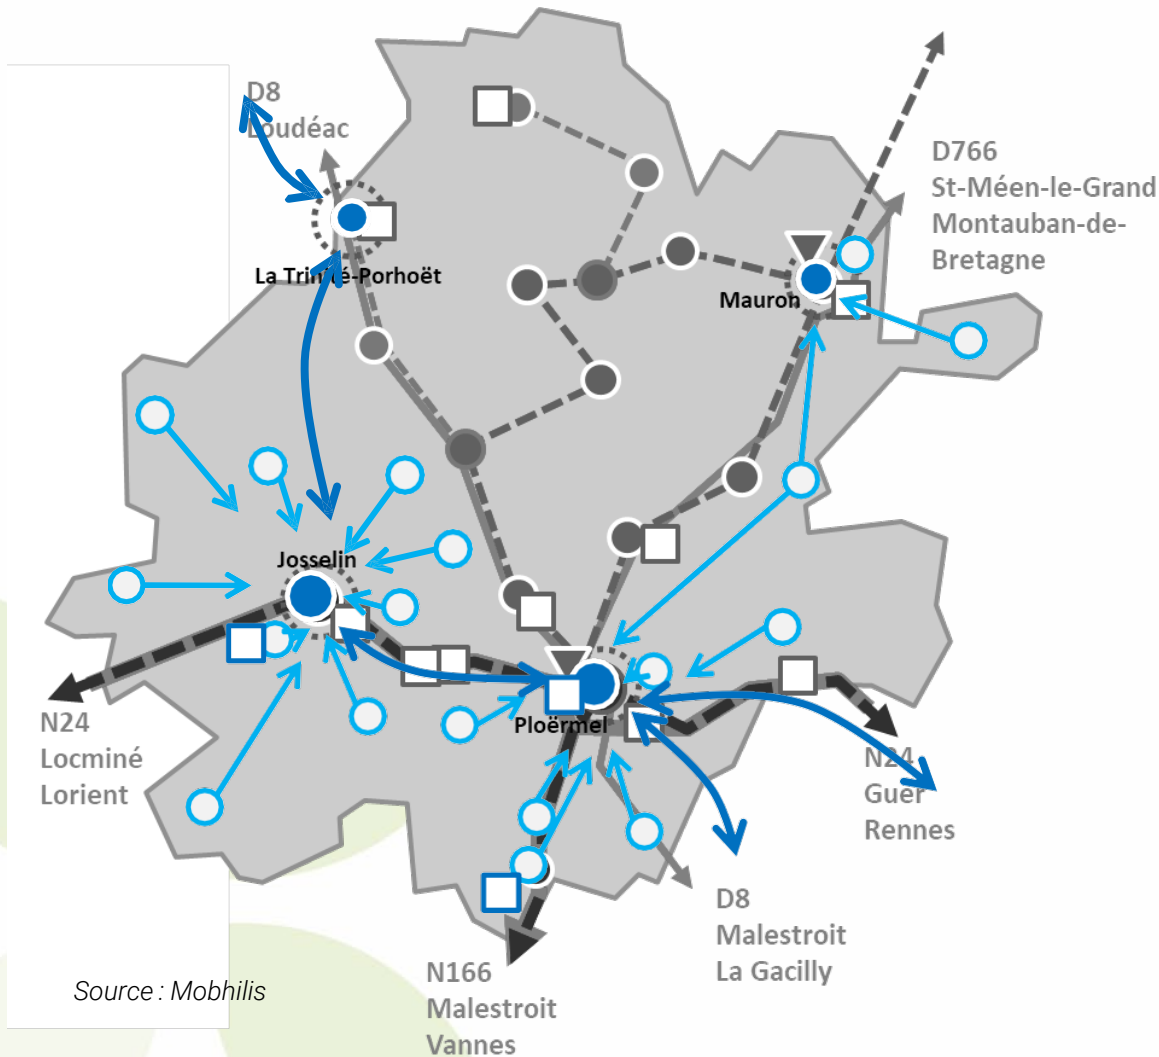 D8
Loudéac
D766
St-Méen-le-Grand
Montauban-de-
Bretagne
La Trinité-Porhoët
Mauron
Josselin
N24
Locminé
Lorient
Ploërmel
N24
Guer
Rennes
D8
Malestroit
La Gacilly
N166
Malestroit
Vannes
Source : Mobhilis